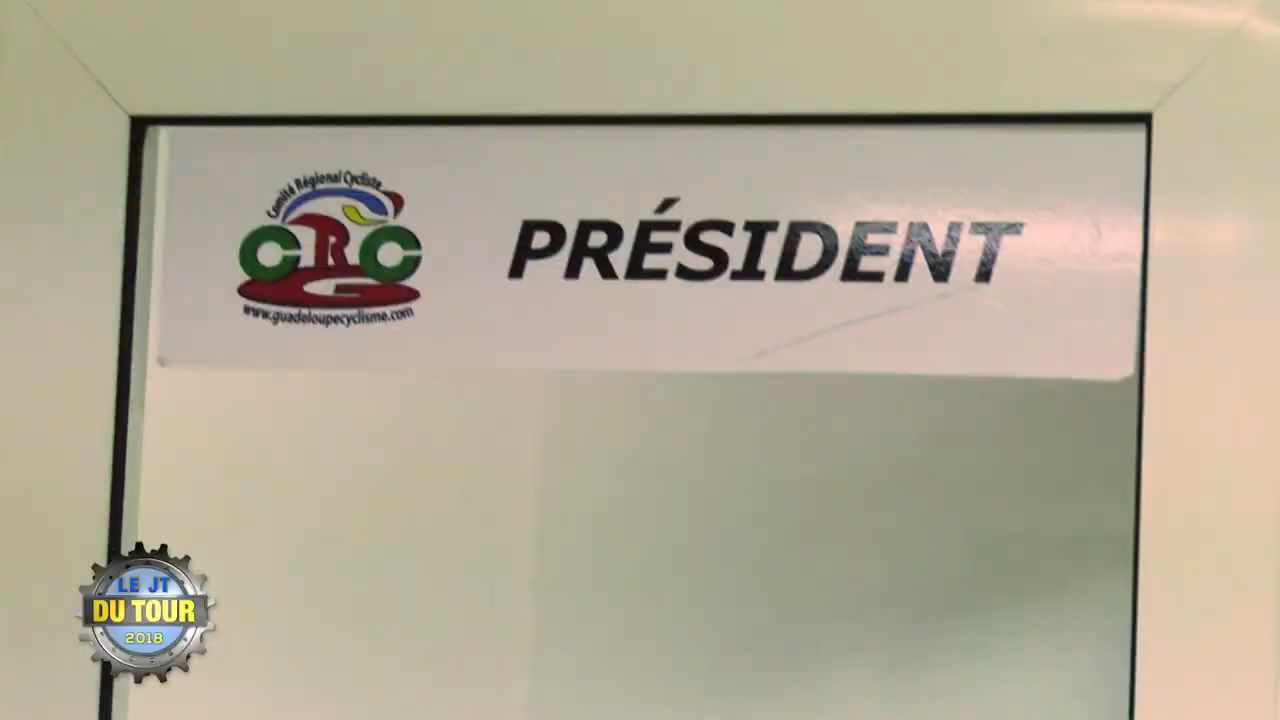 Comité Régional Cycliste
CRC
G
www.guadeloupecyclisme.com
PRÉSIDENT
LE JT
DU TOUR
2018